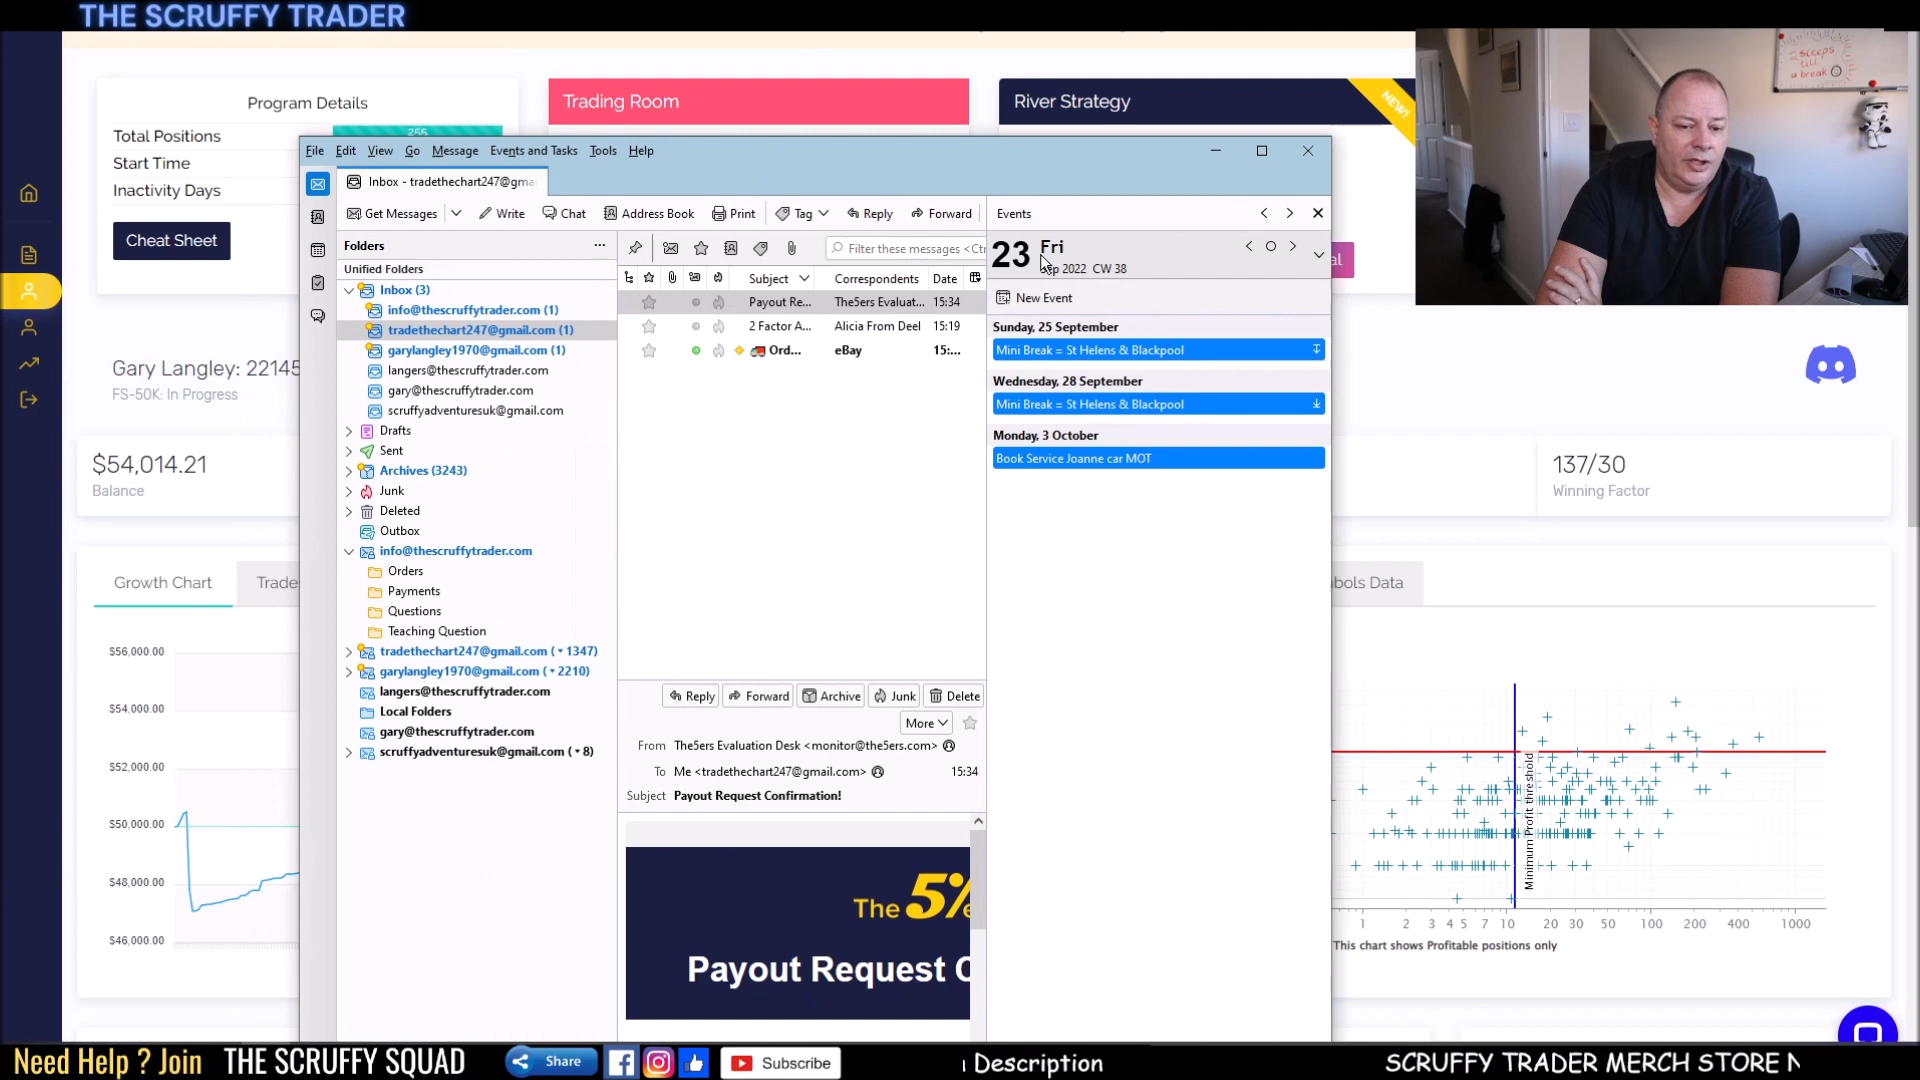 THE SCRUFFY TRADER
Program Details
Total Positions
255
Start Time
Inactivity Days
Cheat Sheet
Trading Room
River Strategy
NEW!
2 sleeps
till
a break
File Edit View Go Message Events and Tasks Tools Help
Inbox - tradethechart247@gma
Get Messages Write Chat Address Book Print Tag Reply Forward
Events
Folders
Unified Folders
Inbox (3)
info@thescruffytrader.com (1)
tradethechart247@gmail.com (1)
garylangley1970@gmail.com (1)
langers@thescruffytrader.com
gary@thescruffytrader.com
scruffyadventuresuk@gmail.com
Drafts
Sent
Archives (3243)
Junk
Deleted
Outbox
info@thescruffytrader.com
Orders
Payments
Questions
Teaching Question
tradethechart247@gmail.com (1347)
garylangley1970@gmail.com (2210)
langers@thescruffytrader.com
Local Folders
gary@thescruffytrader.com
scruffyadventuresuk@gmail.com (8)
Filter these messages <Ctr
Subject Correspondents Date
Payout Re... The5ers Evaluat... 15:34
2 Factor A... Alicia From Deel 15:19
Ord... eBay 15:...
23 Fri
2022 CW 38
New Event
Sunday, 25 September
Mini Break = St Helens & Blackpool
Wednesday, 28 September
Mini Break = St Helens & Blackpool
Monday, 3 October
Book Service Joanne car MOT
Reply Forward Archive Junk Delete
More
From The5ers Evaluation Desk <monitor@the5ers.com>
To Me <tradethechart247@gmail.com> 15:34
Subject Payout Request Confirmation!
The 5%e
Payout Request C
al
Gary Langley: 22145
FS-50K: In Progress
$54,014.21
Balance
137/30
Winning Factor
Growth Chart
Trade
bols Data
$56,000.00
$54,000.00
$52,000.00
$50,000.00
$48,000.00
$46,000.00
Minimum Profit threshold
1 2 3 4 5 7 10 20 30 50 100 200 400 1000
This chart shows Profitable positions only
Need Help ? Join THE SCRUFFY SQUAD
Share
Subscribe
Description
SCRUFFY TRADER MERCH STORE N